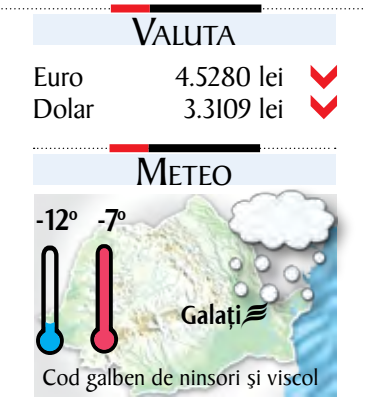 VALUTA
Euro 4.5280 lei
Dolar 3.3109 lei
METEO
-12º -7º
Galați
Cod galben de ninsori și viscol